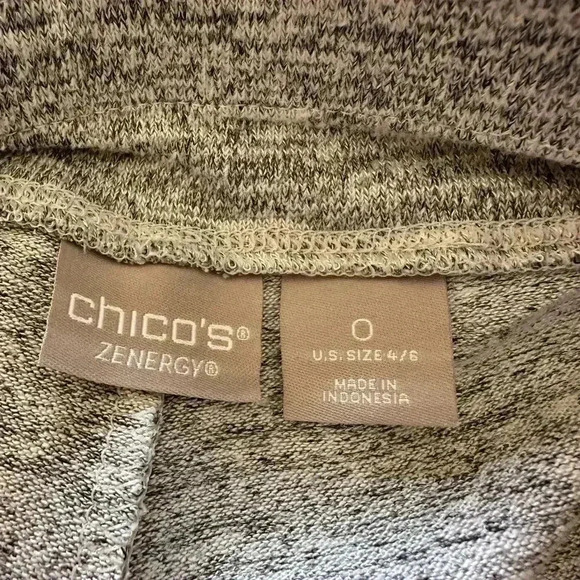 chico's®
ZENERGY®
0
U.S. SIZE 4/6
MADE IN
INDONESIA